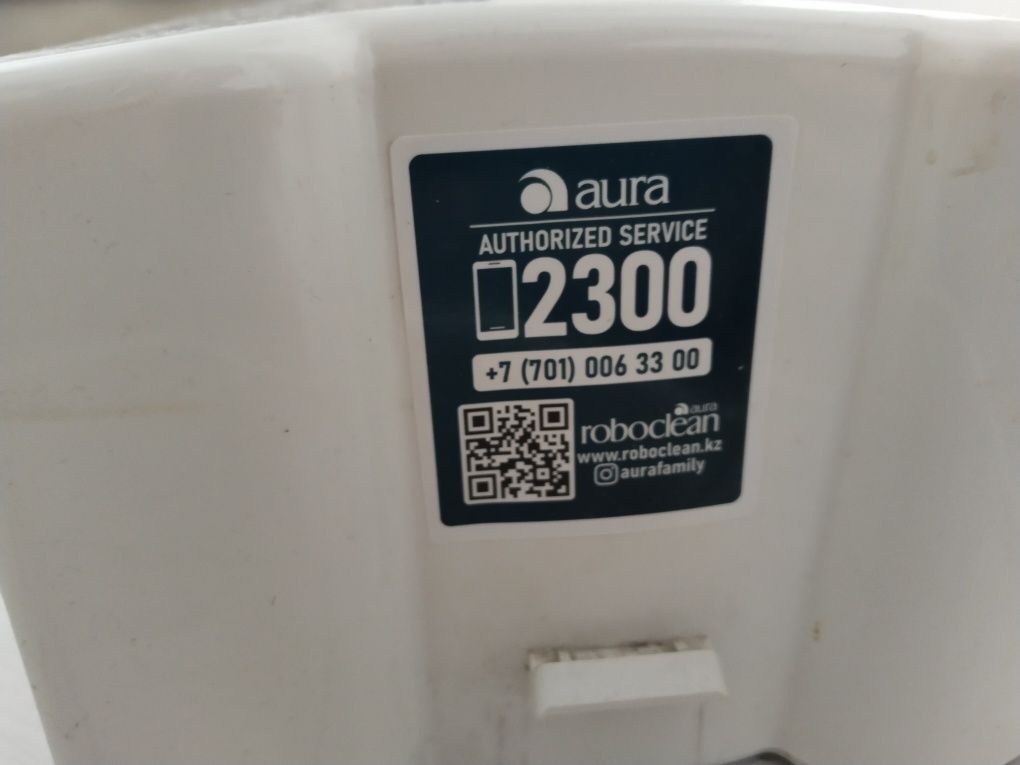 aura
AUTHORIZED SERVICE
2300
+7 (701) 006 33 00
aura
roboclean
www.roboclean.kz
aurafamily